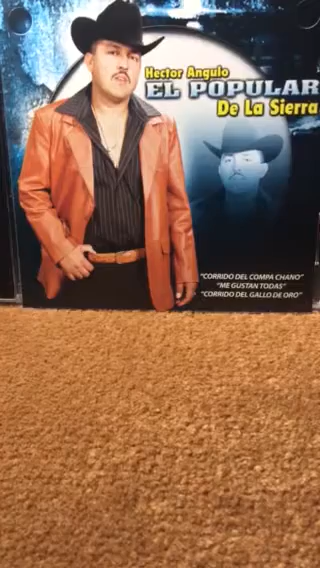 Hector Angulo
EL POPULAR
De La Sierra
"CORRIDO DEL COMPA CHANO"
"ME GUSTAN TODAS"
"CORRIDO DEL GALLO DE ORO"